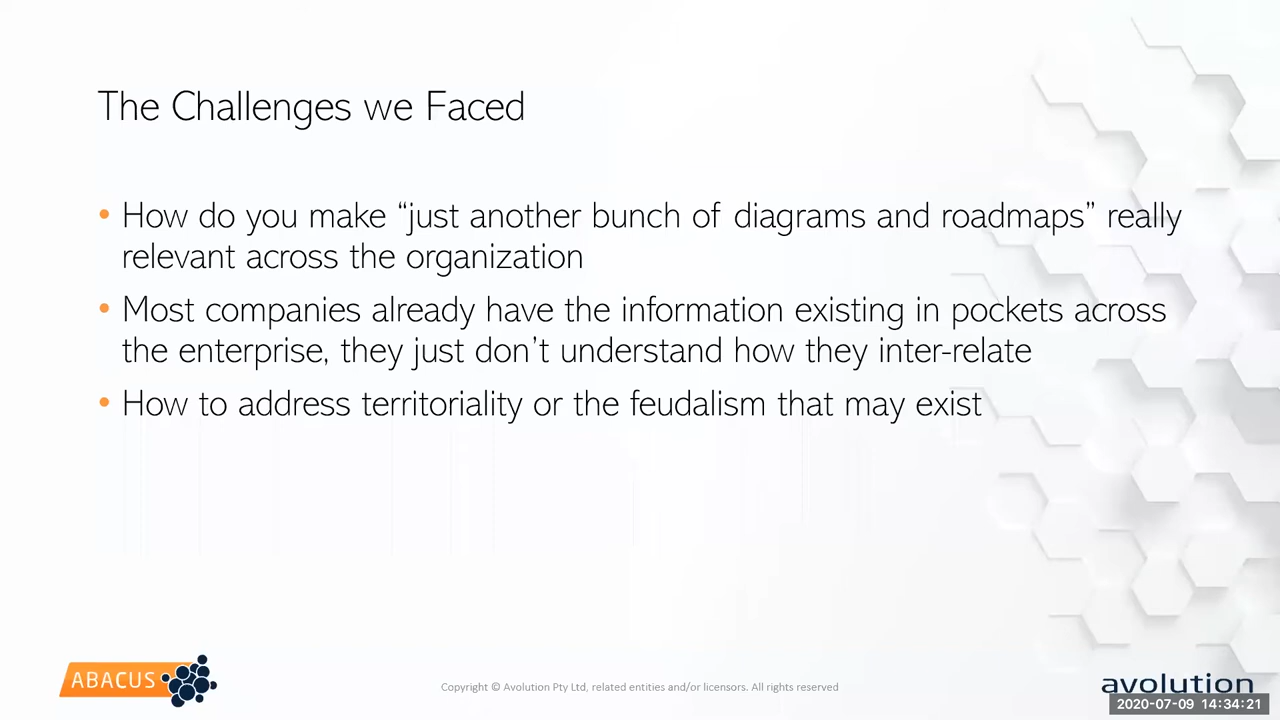 The Challenges we Faced
• How do you make “just another bunch of diagrams and roadmaps” really
relevant across the organization
• Most companies already have the information existing in pockets across
the enterprise, they just don’t understand how they inter-relate
• How to address territoriality or the feudalism that may exist
ABACUS
Copyright © Avolution Pty Ltd, related entities and/or licensors. All rights reserved
avolution
2020-07-09 14:34:21